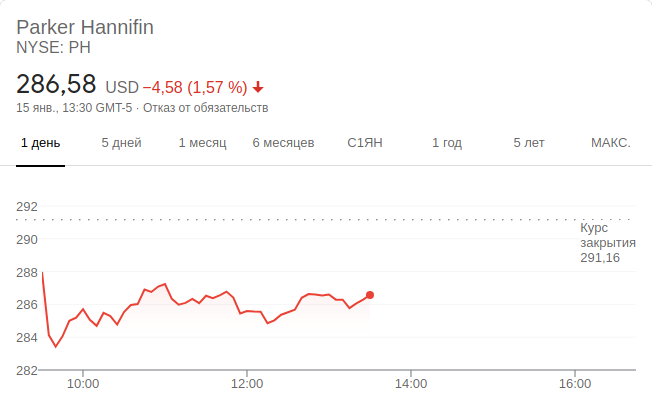 Parker Hannifin
NYSE: PH
286,58 USD −4,58 (1,57 %)
15 янв., 13:30 GMT-5 · Отказ от обязательств
1 день 5 дней 1 месяц 6 месяцев С1ЯН 1 год 5 лет МАКС.
292
290
288
286
284
282
Курс
закрытия
291,16
10:00 12:00 14:00 16:00